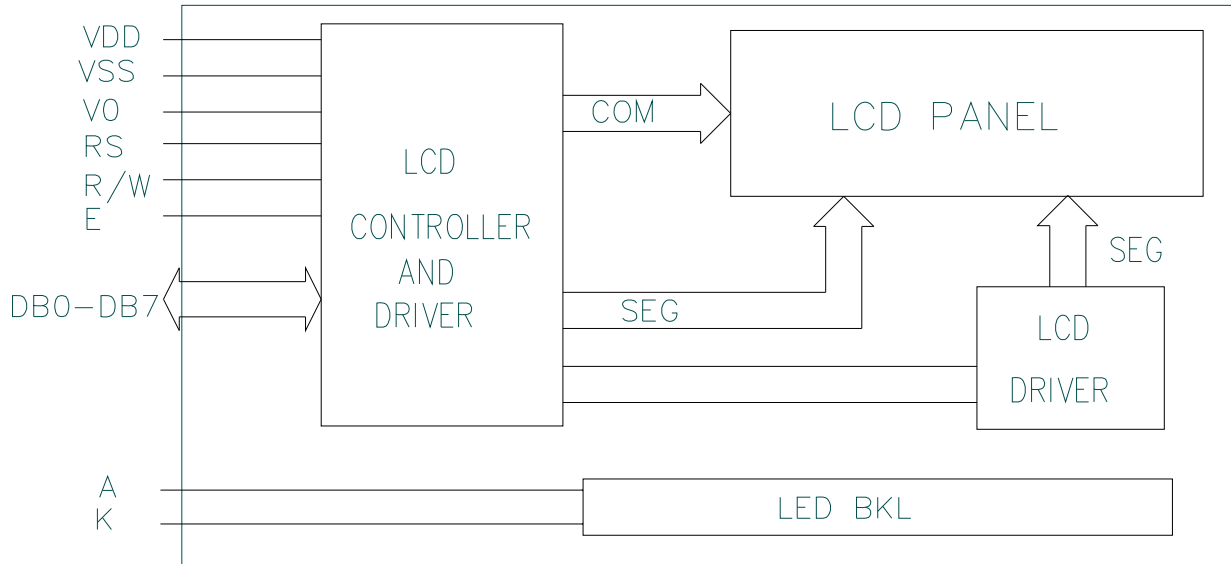 VDD
VSS
V0
RS
R/W
E
DB0-DB7
A
K
LCD
CONTROLLER
AND
DRIVER
COM
SEG
LCD PANEL
SEG
LCD
DRIVER
LED BKL